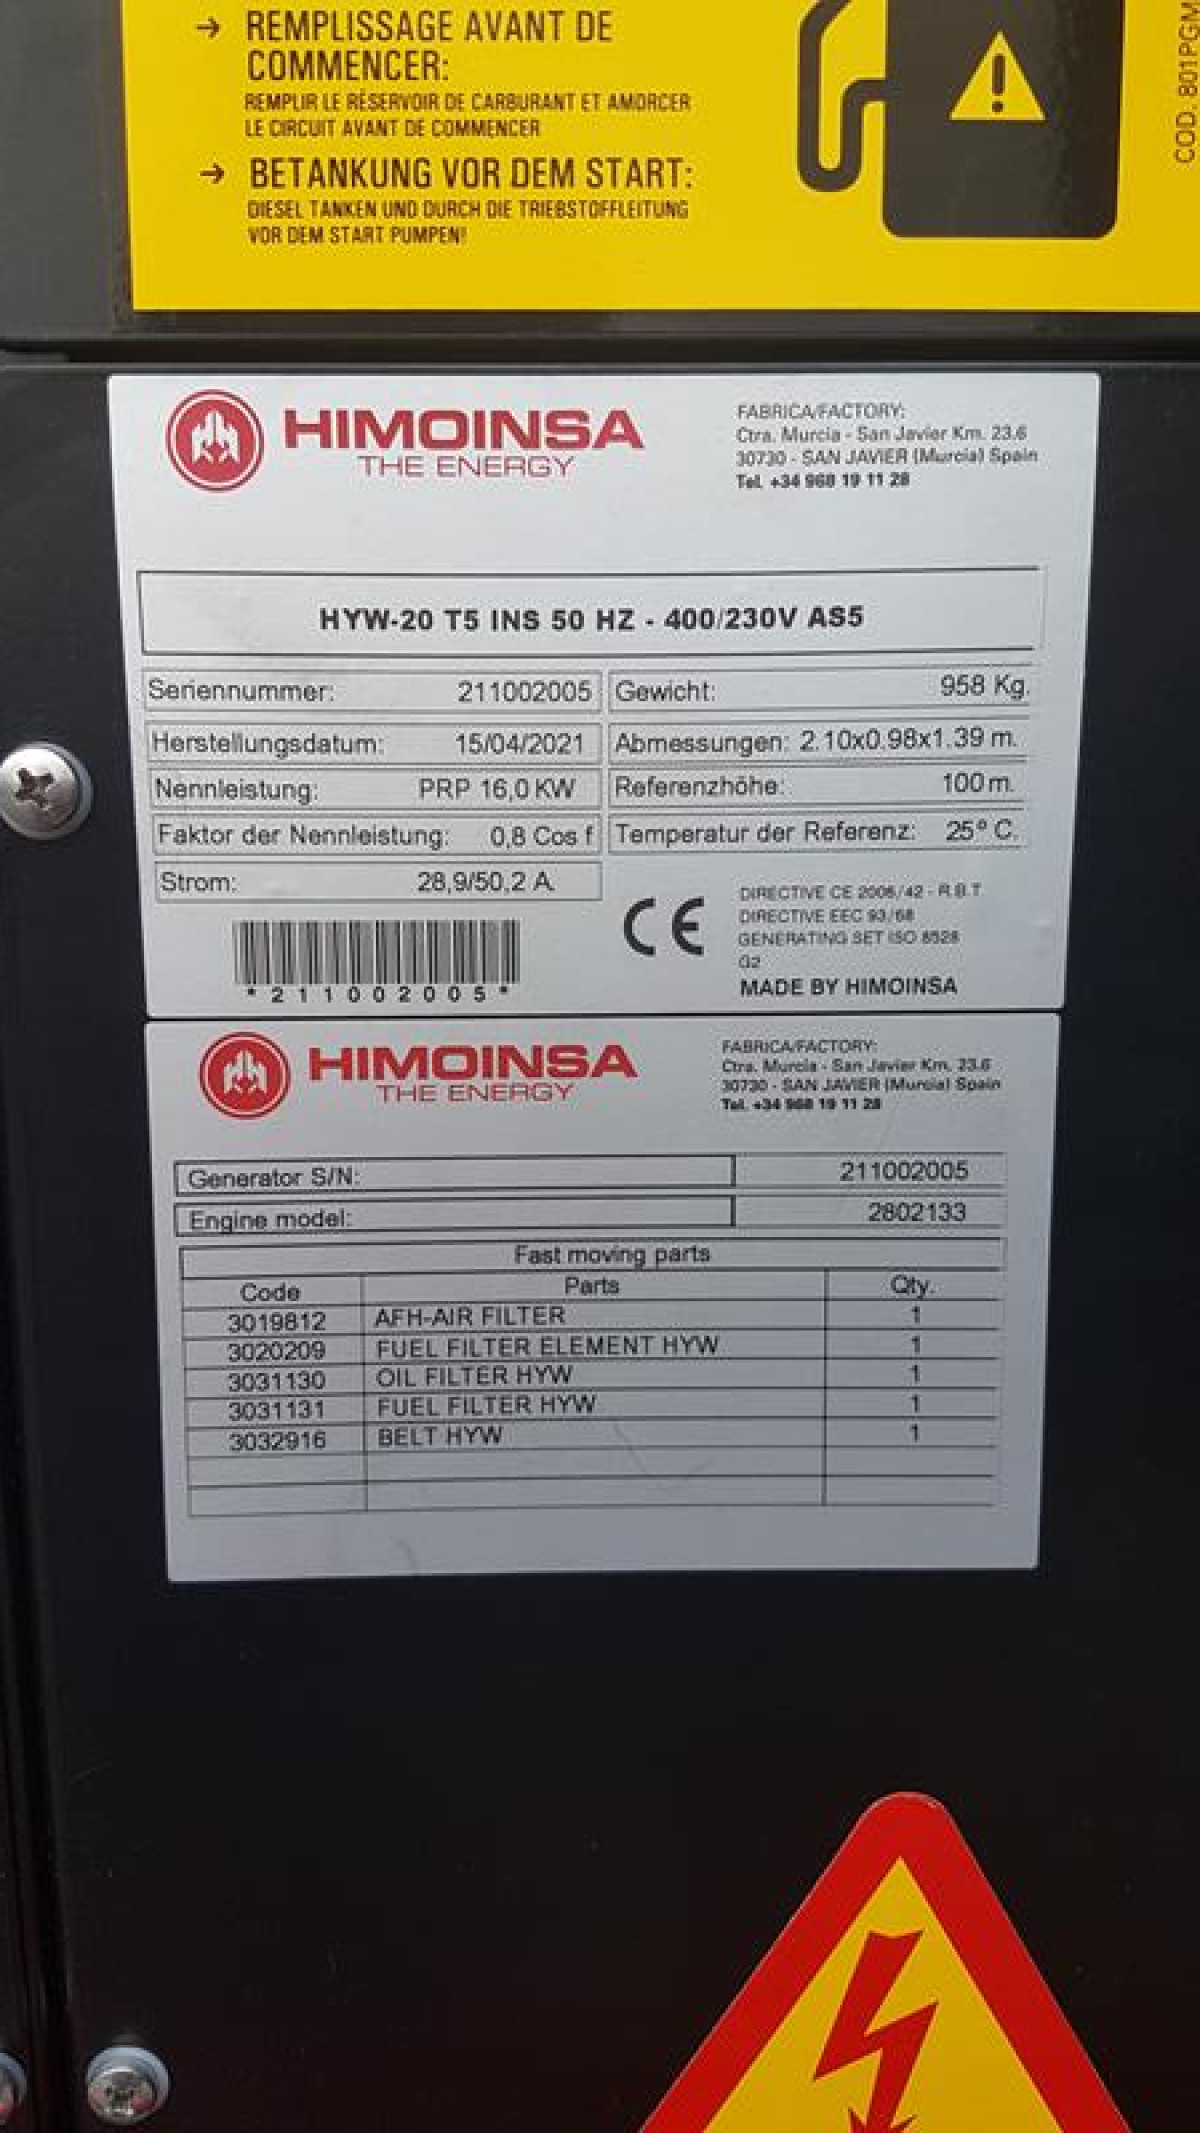 → REMPLISSAGE AVANT DE
COMMENCER:
REMPLIR LE RÉSERVOIR DE CARBURANT ET AMORCER
LE CIRCUIT AVANT DE COMMENCER
→ BETANKUNG VOR DEM START:
DIESEL TANKEN UND DURCH DIE TRIEBSTOFFLEITUNG
VOR DEM START PUMPEN!
COD. 801PGM
HIMOINSA
THE ENERGY
FABRICA/FACTORY:
Ctra. Murcia - San Javier Km. 23.6
30730 - SAN JAVIER (Murcia) Spain
Tel. +34 968 19 11 28
HYW-20 T5 INS 50 HZ - 400/230V AS5
Seriennummer: 211002005 Gewicht: 958 Kg.
Herstellungsdatum: 15/04/2021 Abmessungen: 2.10x0.98x1.39 m.
Nennleistung: PRP 16,0 KW Referenzhöhe: 100 m.
Faktor der Nennleistung: 0,8 Cos f Temperatur der Referenz: 25º C.
Strom: 28,9/50,2 A.
*211002005*
CE
DIRECTIVE CE 2006/42 - R.B.T
DIRECTIVE EEC 93/68
GENERATING SET ISO 8528
G2
MADE BY HIMOINSA
HIMOINSA
THE ENERGY
FABRICA/FACTORY:
Ctra. Murcia - San Javier Km. 23.6
30730 - SAN JAVIER (Murcia) Spain
Tel. +34 968 19 11 28
Generator S/N: 211002005
Engine model: 2802133
Fast moving parts
Code Parts Qty.
3019812 AFH-AIR FILTER 1
3020209 FUEL FILTER ELEMENT HYW 1
3031130 OIL FILTER HYW 1
3031131 FUEL FILTER HYW 1
3032916 BELT HYW 1